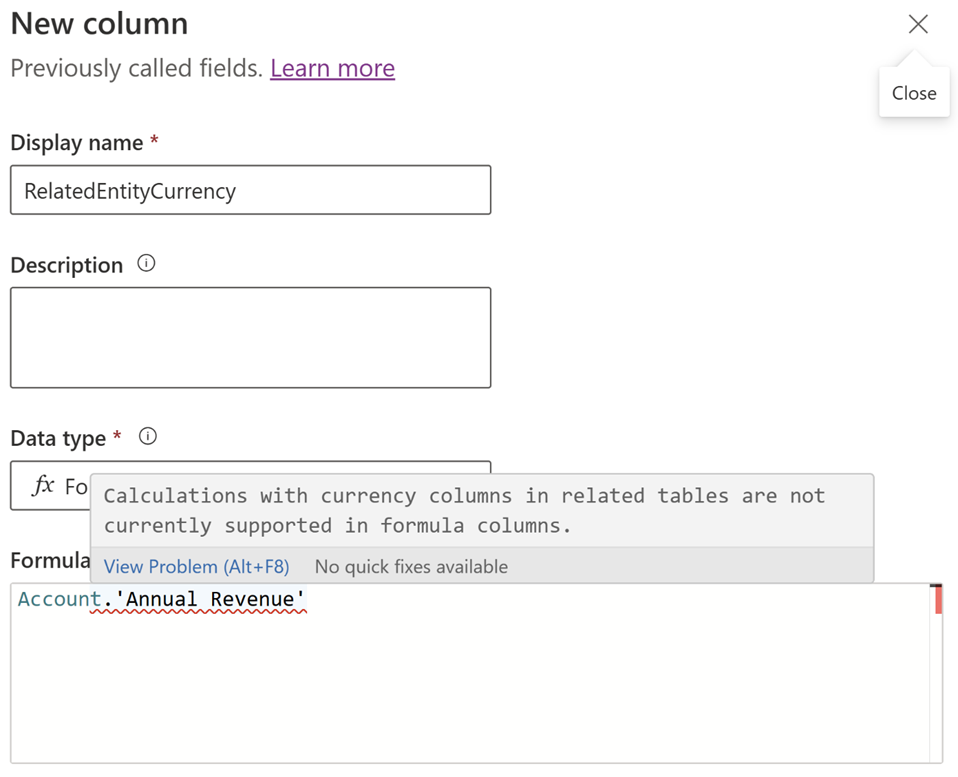 New column
Close
Previously called fields. Learn more
Display name *
RelatedEntityCurrency
Description
Data type *
fx Fo
Calculations with currency columns in related tables are not
currently supported in formula columns.
View Problem (Alt+F8) No quick fixes available
Formula
Account.'Annual Revenue'